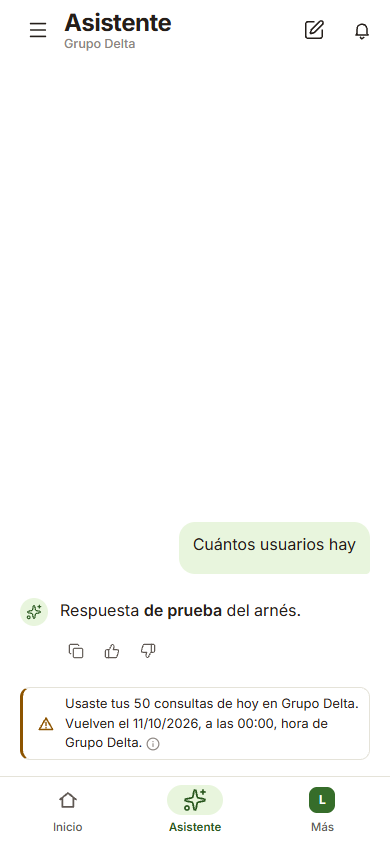 Asistente
Grupo Delta
Cuántos usuarios hay
Respuesta de prueba del arnés.
Usaste tus 50 consultas de hoy en Grupo Delta.
Vuelven el 11/10/2026, a las 00:00, hora de
Grupo Delta.
Inicio
Asistente
L
Más